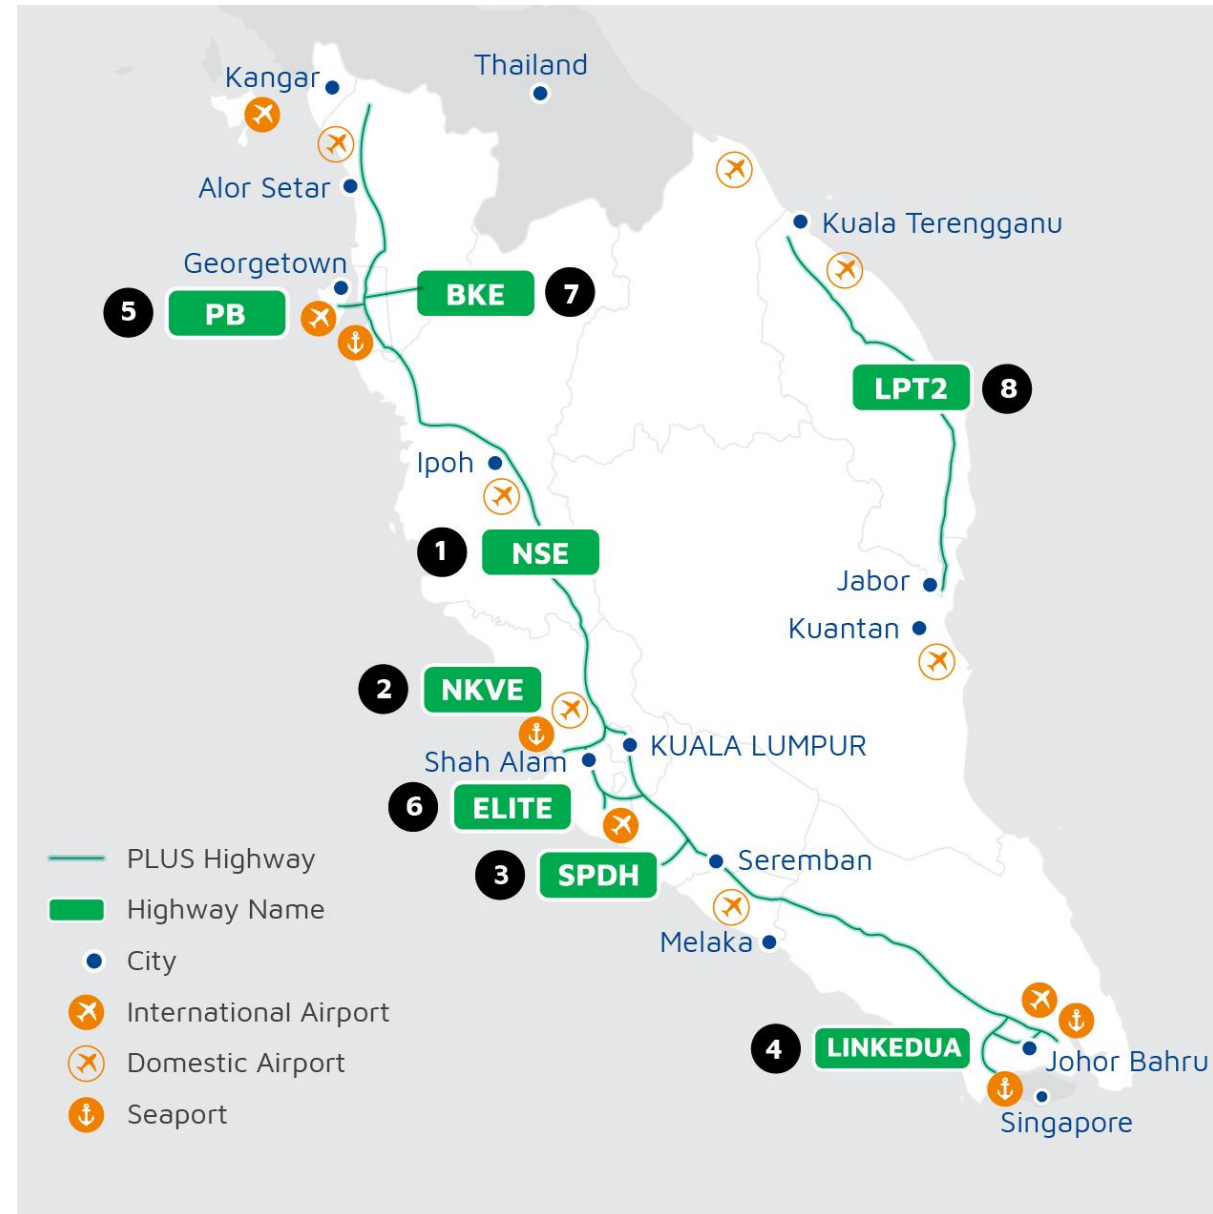 Thailand
Kangar
Alor Setar
Kuala Terengganu
Georgetown
BKE 7
5 PB
LPT2 8
Ipoh
1 NSE
Jabor
Kuantan
2 NKVE
KUALA LUMPUR
Shah Alam
6 ELITE
3 SPDH
Seremban
Melaka
4 LINKEDUA
Johor Bahru
Singapore
PLUS Highway
Highway Name
City
International Airport
Domestic Airport
Seaport